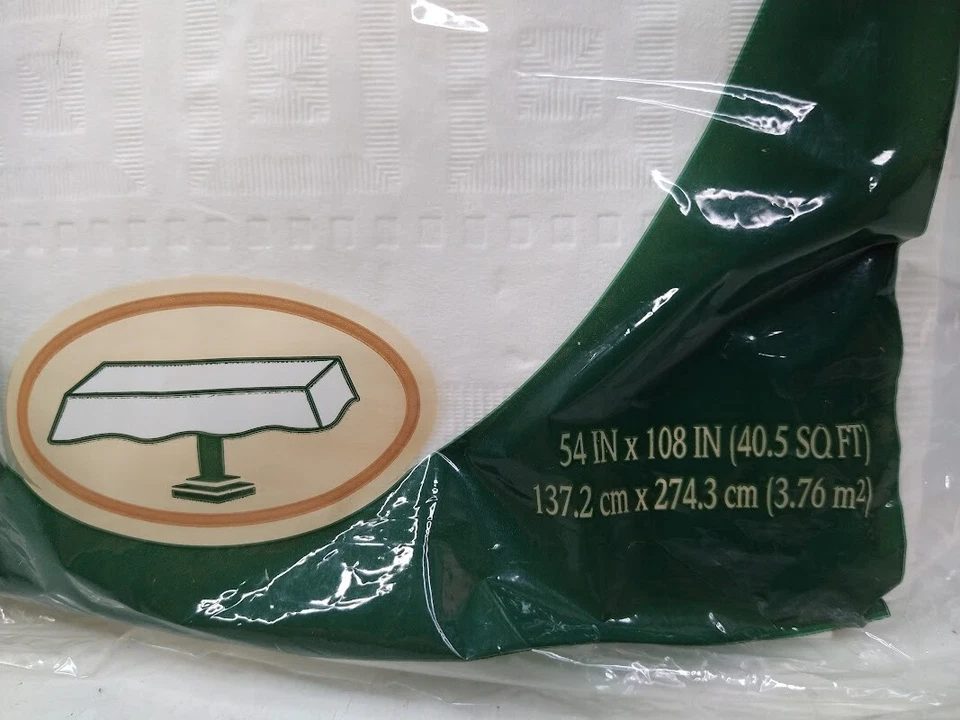 54 IN x 108 IN (40.5 SQ FT)
137.2 cm x 274.3 cm (3.76 m²)